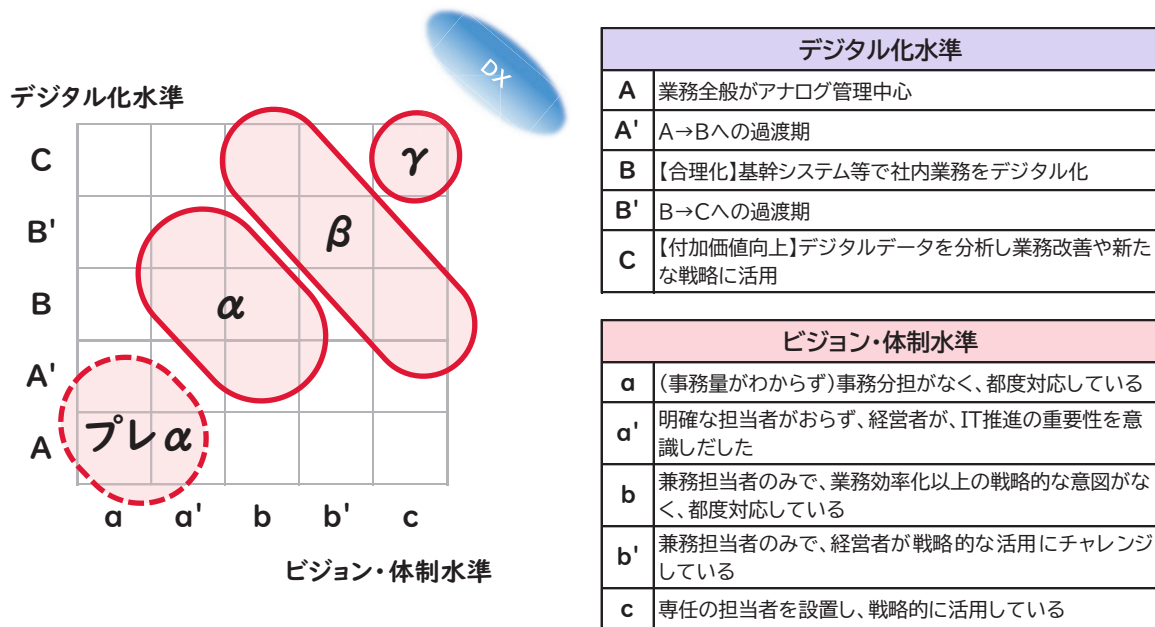 DX
デジタル化水準
C
B'
B
A'
A
γ
β
α
プレα
a
a'
b
b'
c
ビジョン・体制水準
デジタル化水準
A 業務全般がアナログ管理中心
A' A→Bへの過渡期
B 【合理化】基幹システム等で社内業務をデジタル化
B' B→Cへの過渡期
C 【付加価値向上】デジタルデータを分析し業務改善や新た
な戦略に活用
ビジョン・体制水準
a (事務量がわからず)事務分担がなく、都度対応している
a' 明確な担当者がおらず、経営者が、IT推進の重要性を意
識しだした
b 兼務担当者のみで、業務効率化以上の戦略的な意図がな
く、都度対応している
b' 兼務担当者のみで、経営者が戦略的な活用にチャレンジ
している
c 専任の担当者を設置し、戦略的に活用している